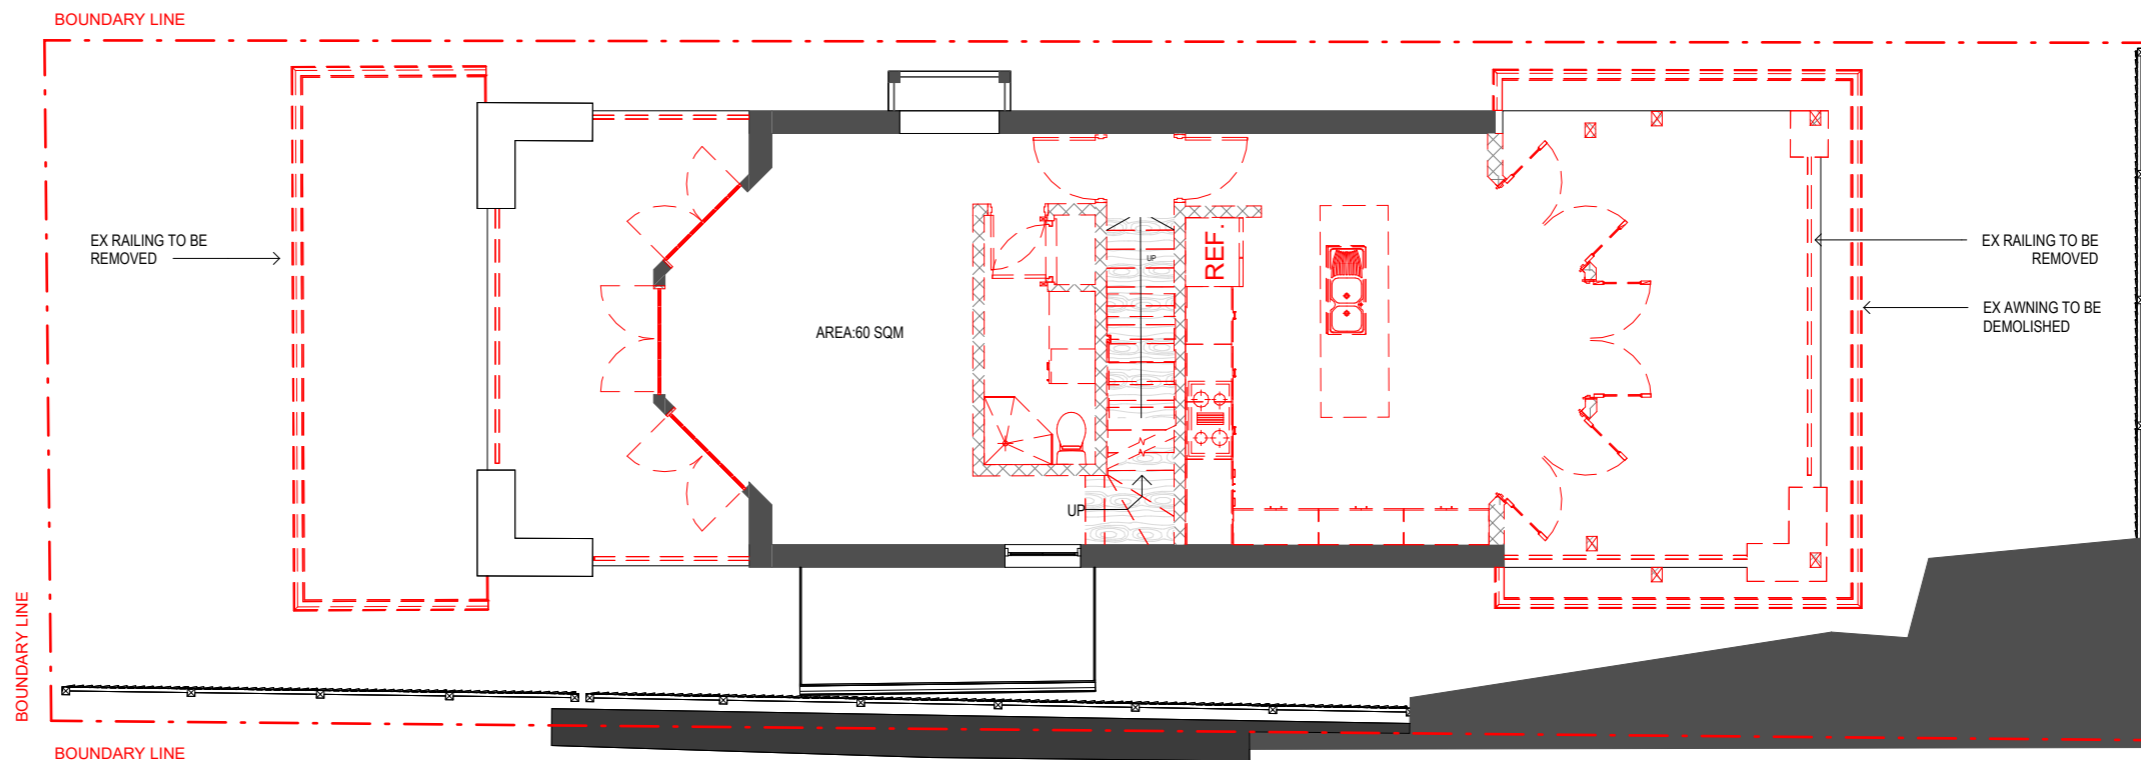 BOUNDARY LINE
EX RAILING TO BE
REMOVED
AREA:60 SQM
UP
REF.
UP
EX RAILING TO BE
REMOVED
EX AWNING TO BE
DEMOLISHED
BOUNDARY LINE
BOUNDARY LINE